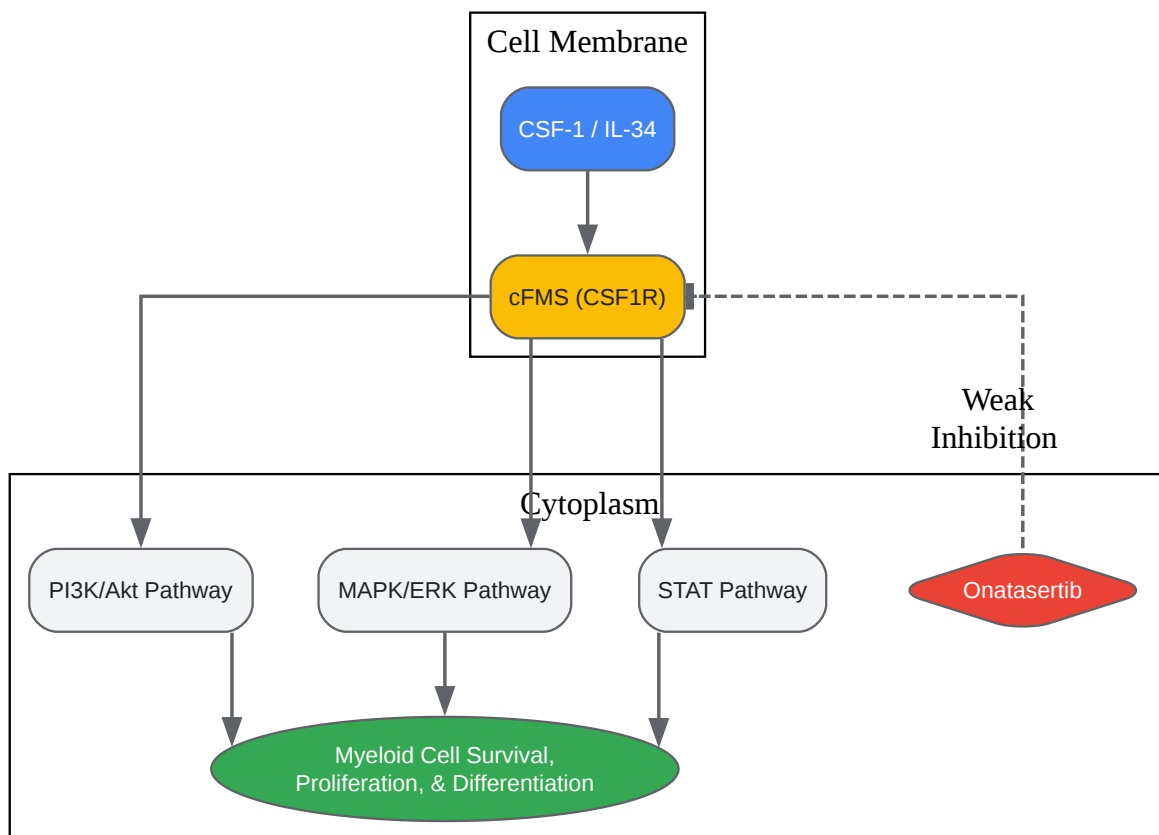 Cell Membrane
CSF-1 / IL-34
cFMS (CSF1R)
Weak
Inhibition
Cytoplasm
PI3K/Akt Pathway
MAPK/ERK Pathway
STAT Pathway
Onatasertib
Myeloid Cell Survival,
Proliferation, & Differentiation